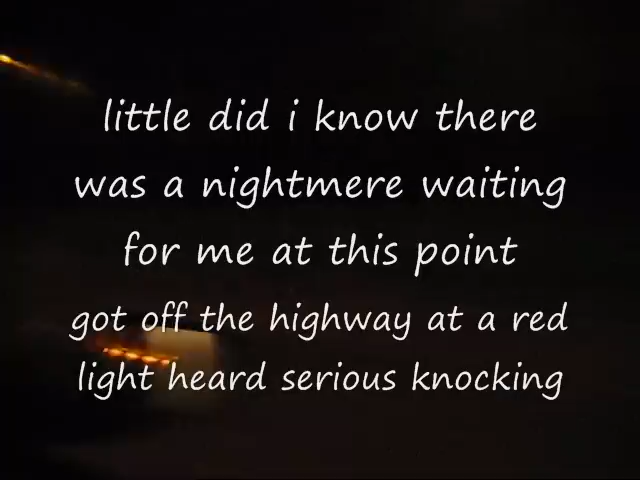 little did i know there
was a nightmere waiting
for me at this point
got off the highway at a red
light heard serious knocking